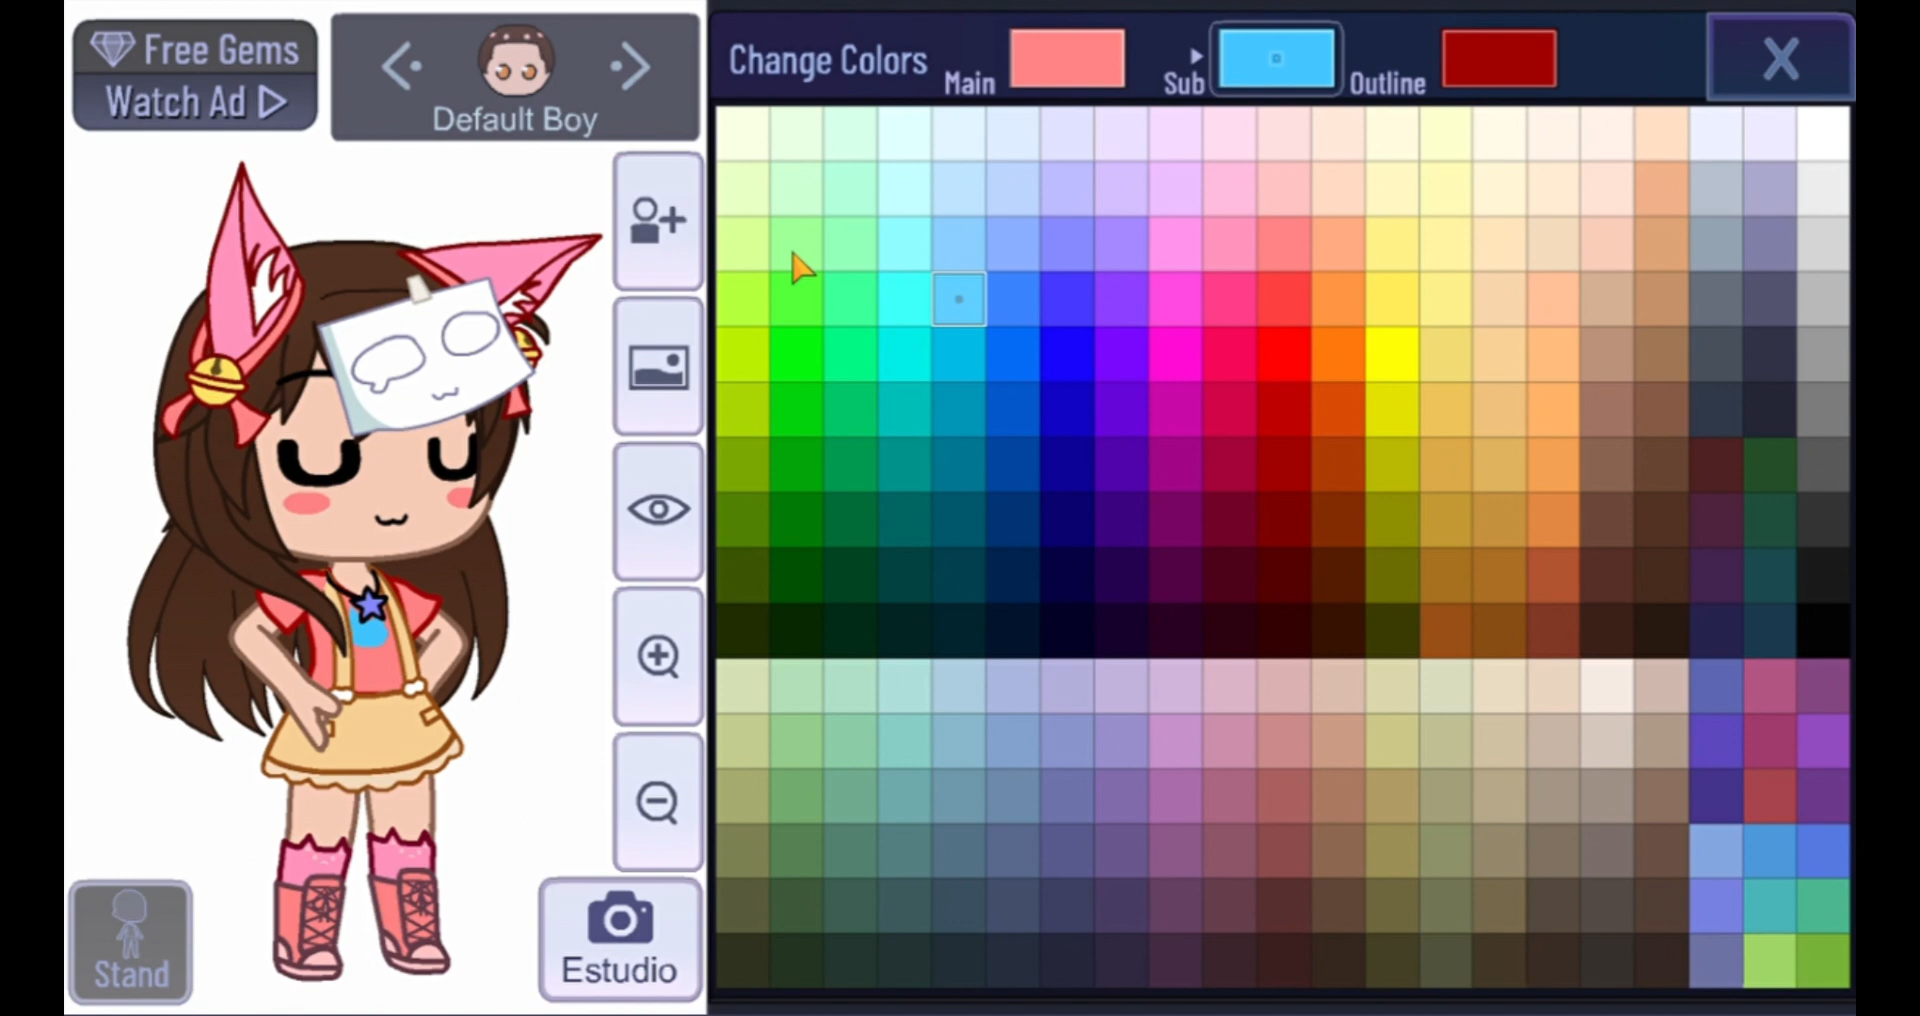 Free Gems
Watch Ad
Default Boy
Change Colors
Main
Sub
Outline
X
Stand
Estudio